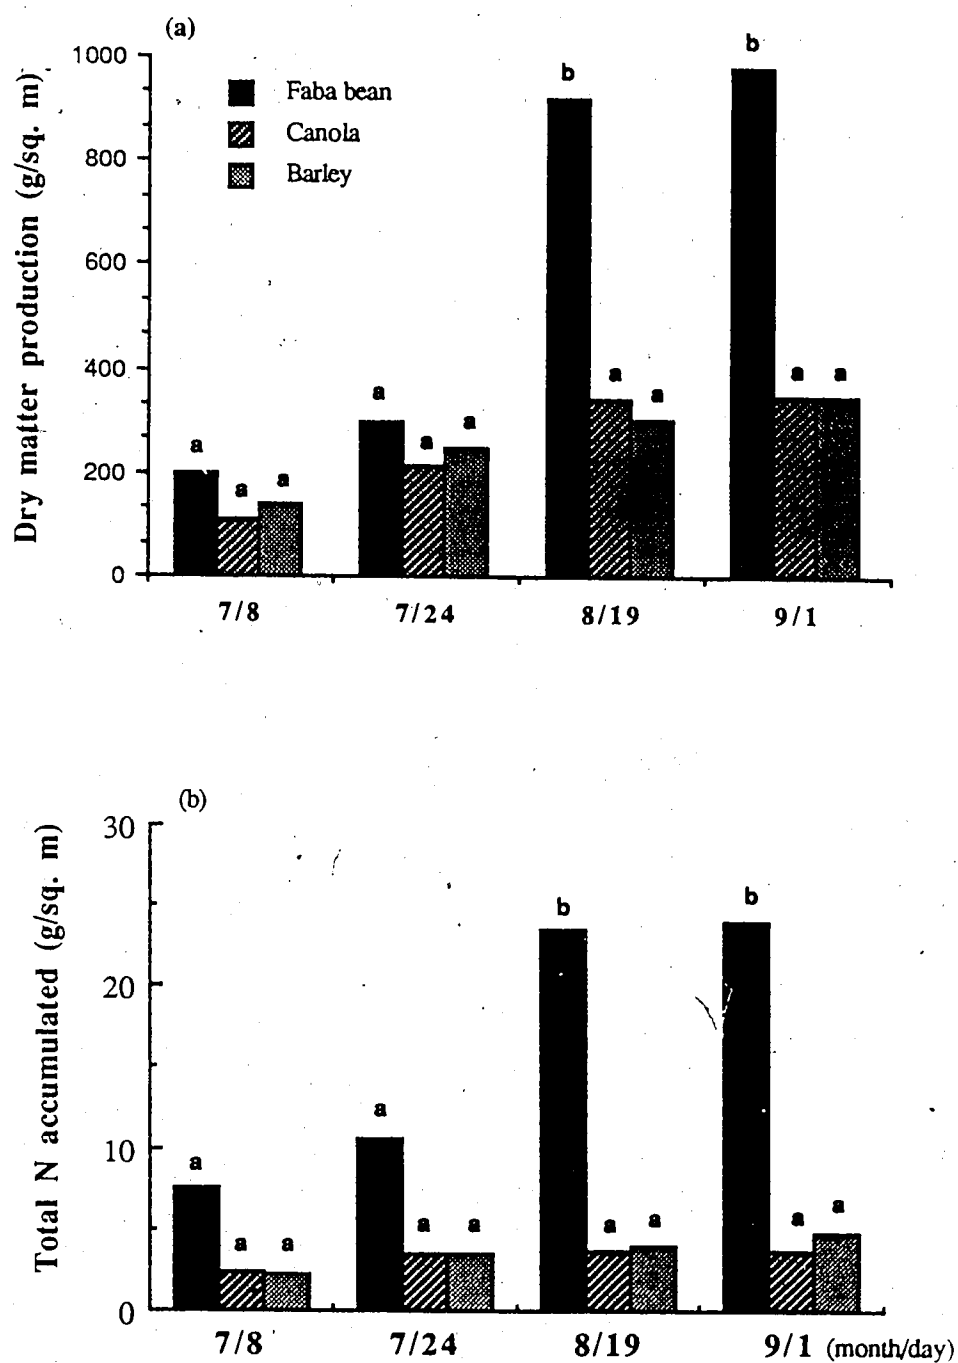 (a)
Dry matter production (g/sq. m)
1000
800
600
400
200
0
Faba bean
Canola
Barley
a
a
a
a
a
a
b
a
a
b
a
a
7/8
7/24
8/19
9/1
(b)
Total N accumulated (g/sq. m)
30
20
10
0
a
a
a
a
a
a
b
a
a
b
a
a
7/8
7/24
8/19
9/1 (month/day)